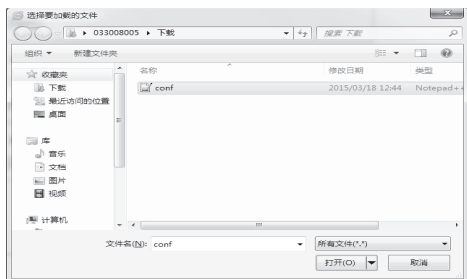 选择要加载的文件
033008005 ▸ 下载
搜索 下载
组织 新建文件夹
名称 修改日期 类型
收藏夹
下载
最近访问的位置
桌面
库
音乐
文档
图片
视频
计算机
conf 2015/03/18 12:44 Notepad++
文件名(N): conf
所有文件(*.*)
打开(O) 取消